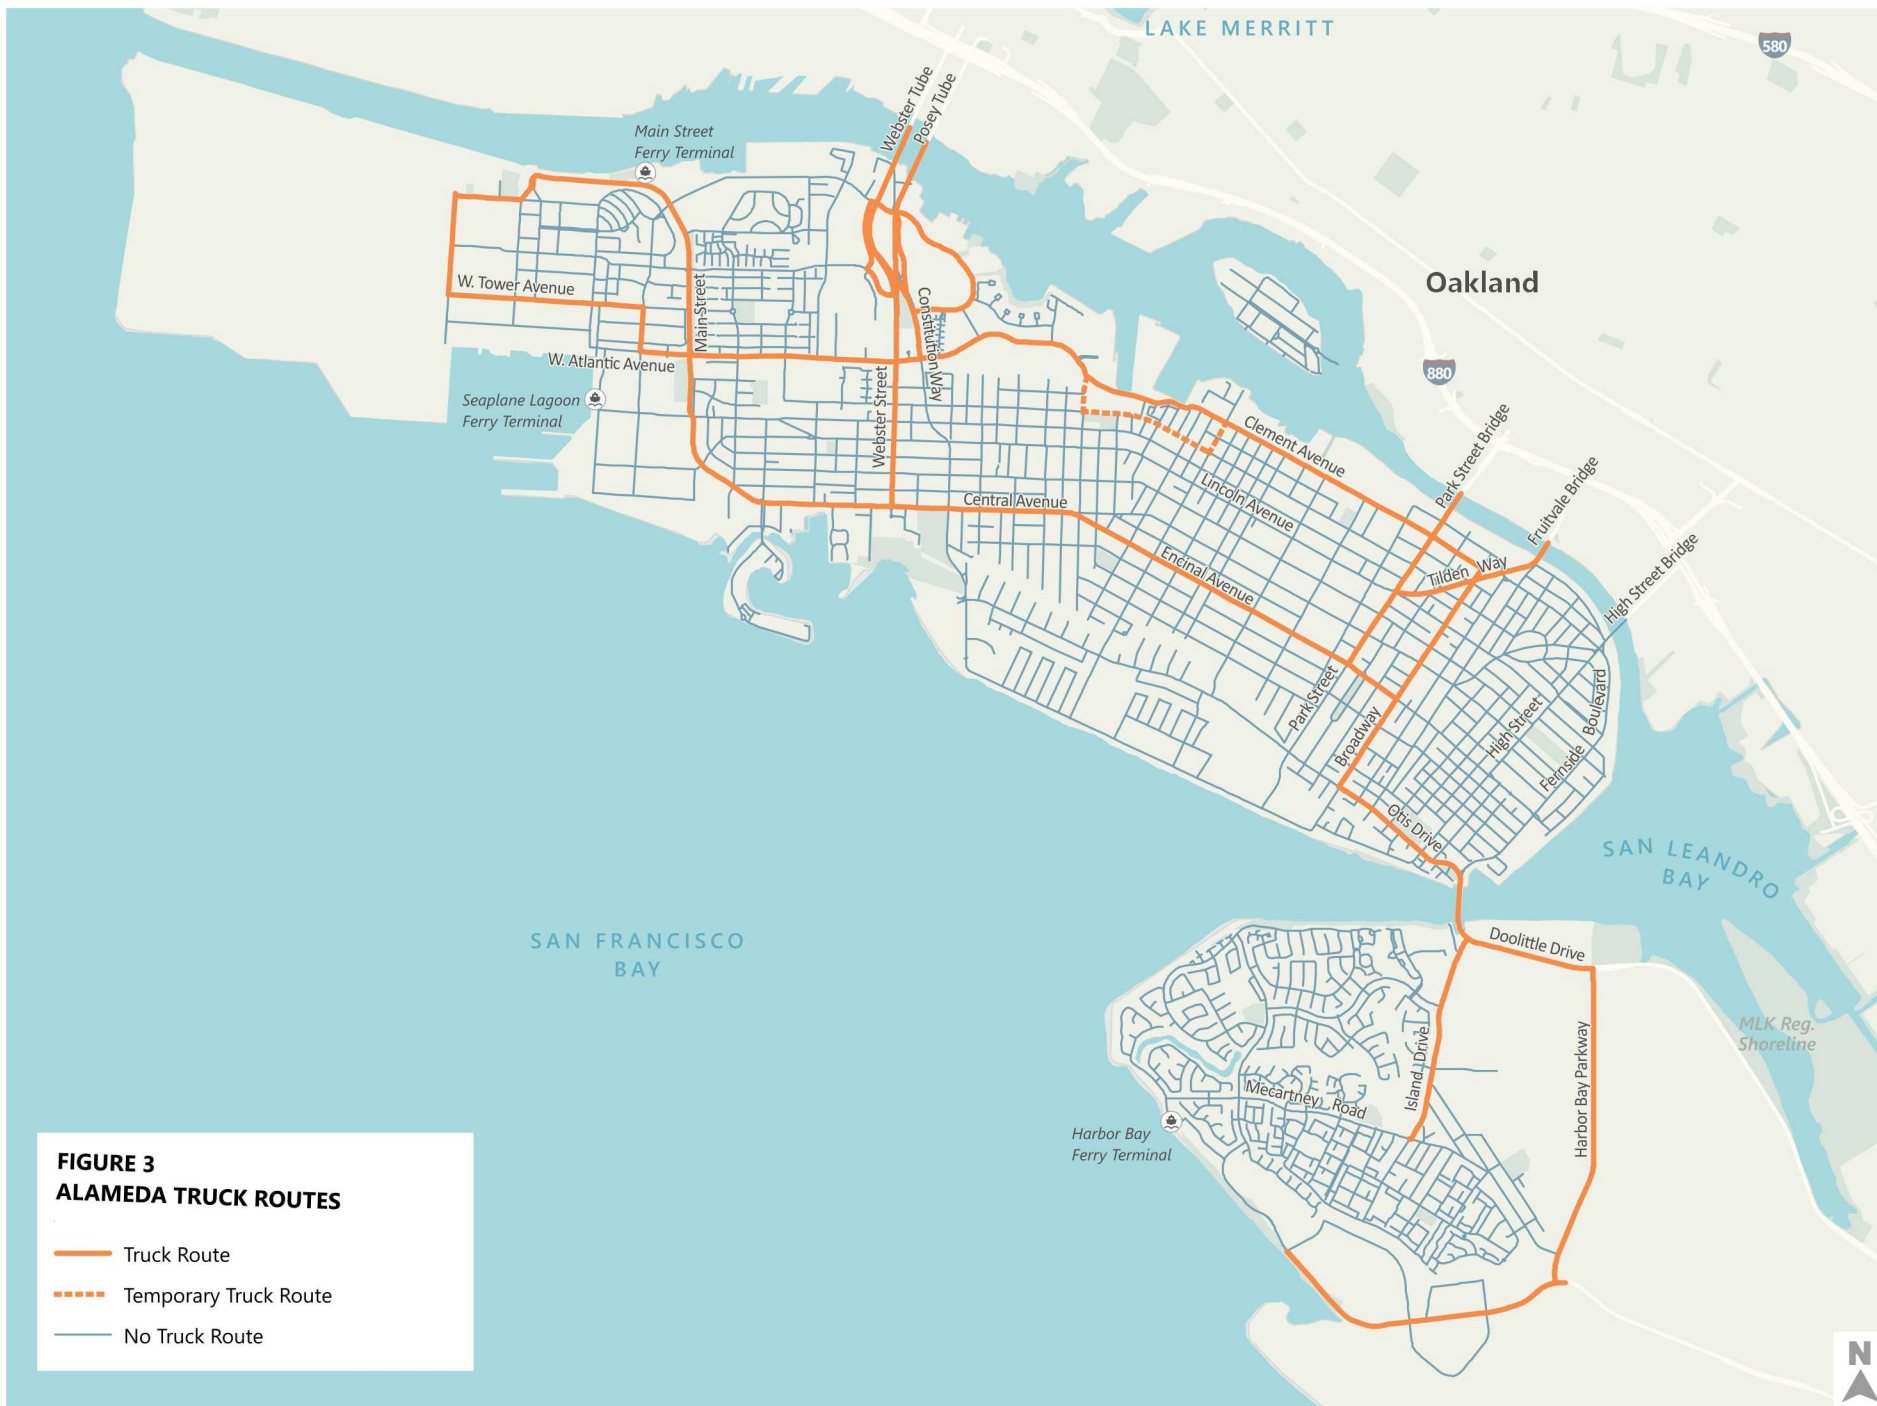 LAKE MERRITT
580
Webster Tube
Posey Tube
Main Street
Ferry Terminal
Oakland
W. Tower Avenue
Main Street
Constitution Way
W. Atlantic Avenue
880
Seaplane Lagoon
Ferry Terminal
Webster Street
Clement Avenue
Park Street Bridge
Fruitvale Bridge
Lincoln Avenue
Central Avenue
High Street Bridge
Encinal Avenue
Tilden Way
Park Street
Broadway
High Street
Fernside Boulevard
Otis Drive
SAN LEANDRO
BAY
SAN FRANCISCO
BAY
Doolittle Drive
MLK Reg.
Shoreline
Island Drive
Harbor Bay Parkway
Mecartney Road
Harbor Bay
Ferry Terminal
FIGURE 3
ALAMEDA TRUCK ROUTES
Truck Route
Temporary Truck Route
No Truck Route
N